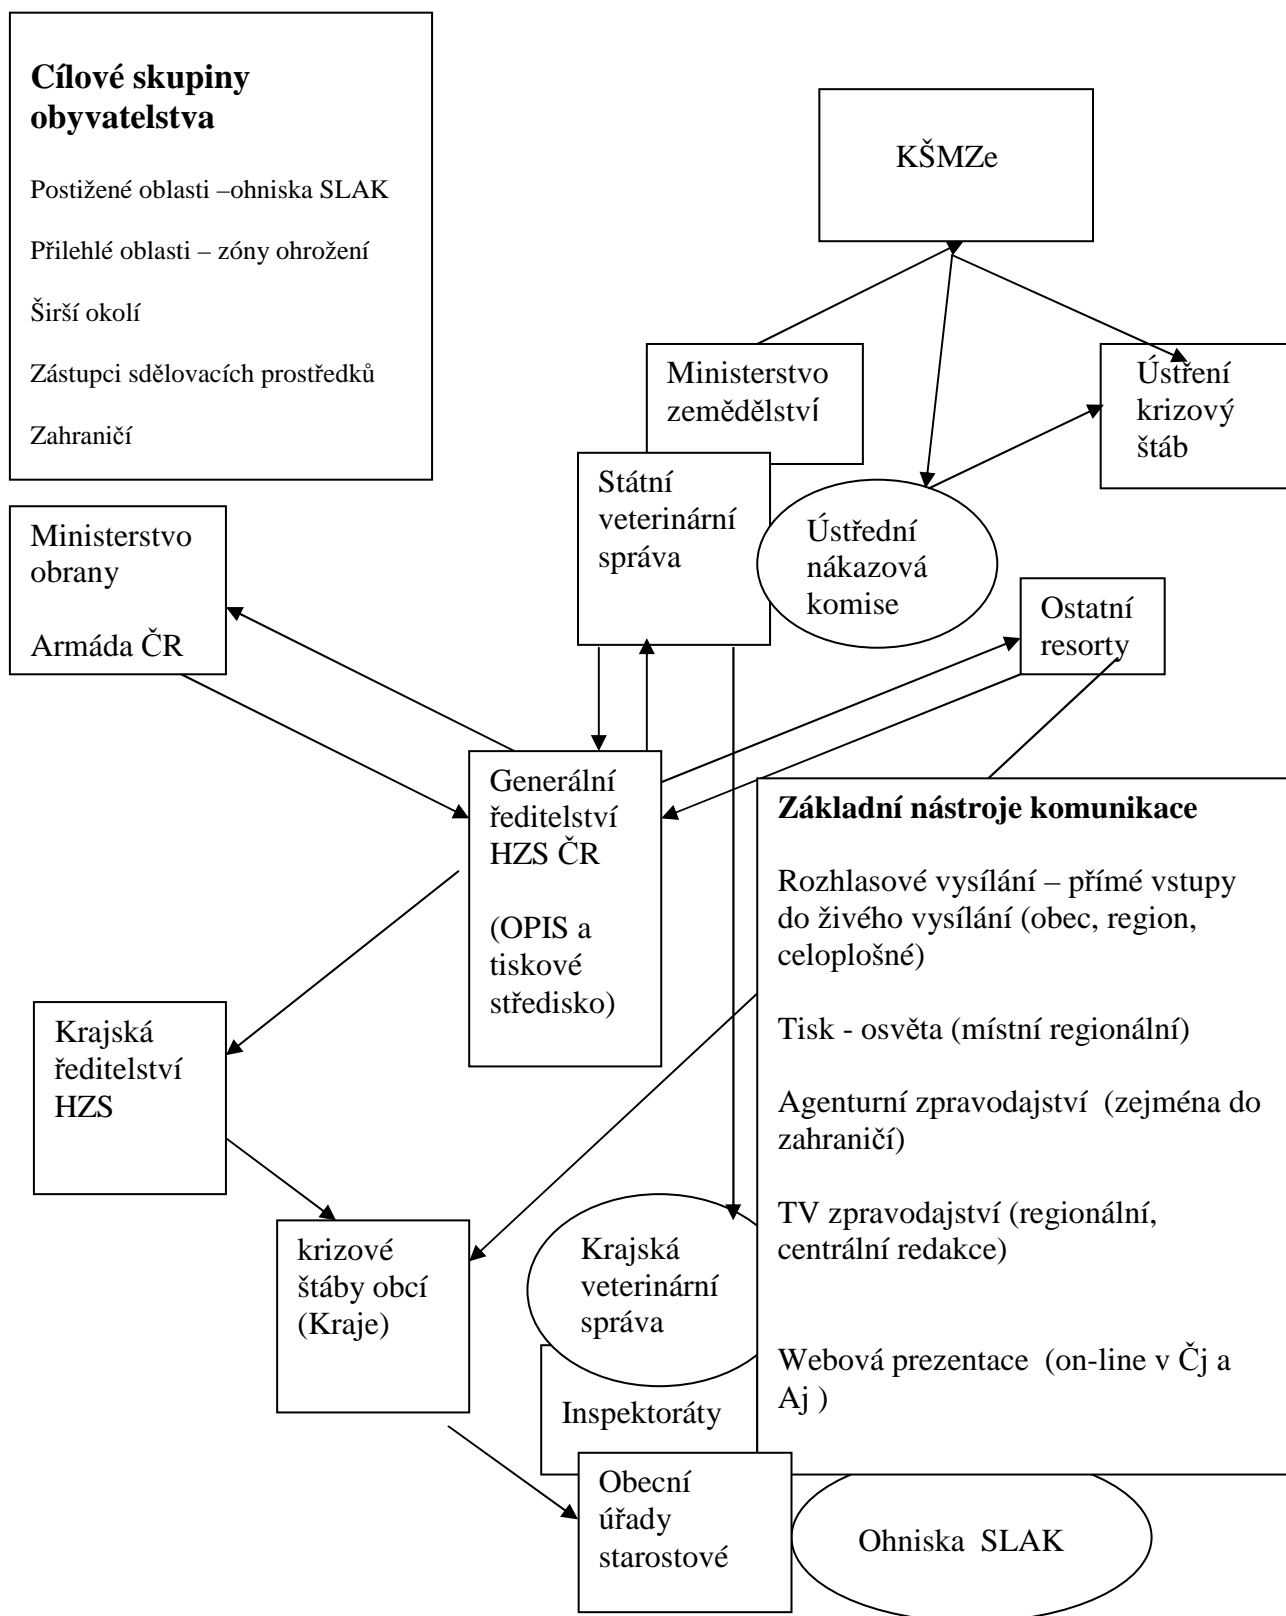 Cílové skupiny
obyvatelstva
Postižené oblasti –ohniska SLAK
Přilehlé oblasti – zóny ohrožení
Širší okolí
Zástupci sdělovacích prostředků
Zahraničí
KŠMZe
Ministerstvo
zemědělství
Ústření
krizový
štáb
Státní
veterinární
správa
Ústřední
nákazová
komise
Ministerstvo
obrany
Armáda ČR
Ostatní
resorty
Generální
ředitelství
HZS ČR
(OPIS a
tiskové
středisko)
Základní nástroje komunikace
Rozhlasové vysílání – přímé vstupy
do živého vysílání (obec, region,
celoplošné)
Tisk - osvěta (místní regionální)
Agenturní zpravodajství  (zejména do
zahraničí)
TV zpravodajství (regionální,
centrální redakce)
Webová prezentace  (on-line v Čj a
Aj )
Krajská
ředitelství
HZS
krizové
štáby obcí
(Kraje)
Krajská
veterinární
správa
Inspektoráty
Obecní
úřady
starostové
Ohniska  SLAK